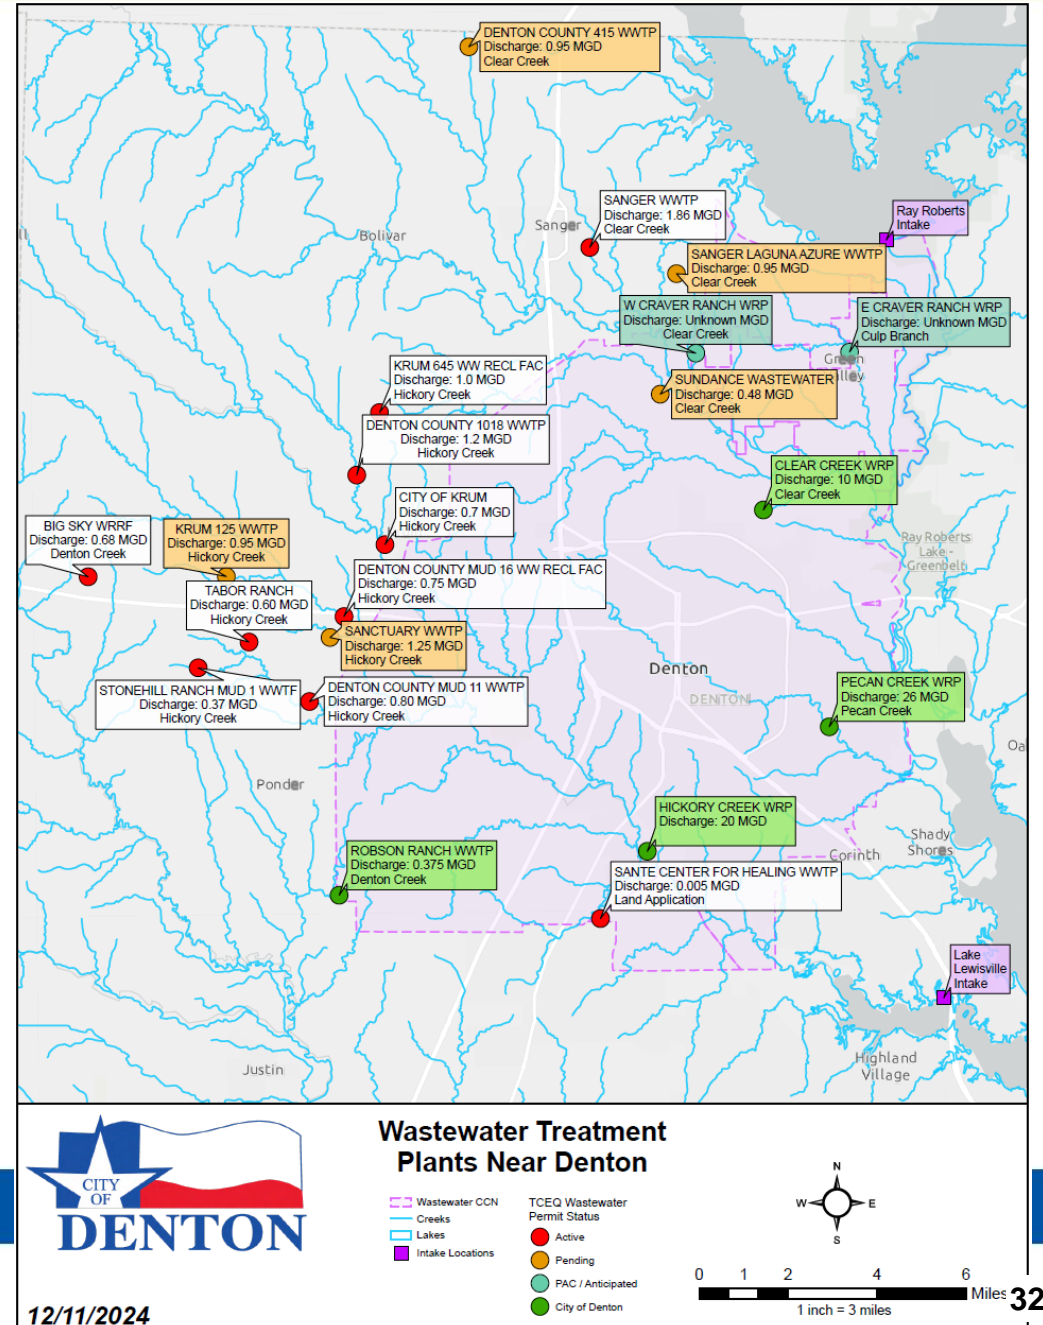 DENTON COUNTY 415 WWTP
Discharge: 0.95 MGD
Clear Creek
SANGER WWTP
Discharge: 1.86 MGD
Clear Creek
Ray Roberts
Intake
Sanger
Bolivar
SANGER LAGUNA AZURE WWTP
Discharge: 0.95 MGD
Clear Creek
W CRAVER RANCH WRP
Discharge: Unknown MGD
Clear Creek
E CRAVER RANCH WRP
Discharge: Unknown MGD
Culp Branch
Green
KRUM 645 WW RECL FAC
Discharge: 1.0 MGD
Hickory Creek
SUNDANCE WASTEWATER
Discharge: 0.48 MGD
Clear Creek
DENTON COUNTY 1018 WWTP
Discharge: 1.2 MGD
Hickory Creek
CLEAR CREEK WRP
Discharge: 10 MGD
Clear Creek
CITY OF KRUM
Discharge: 0.7 MGD
Hickory Creek
BIG SKY WRRF
Discharge: 0.68 MGD
Denton Creek
KRUM 125 WWTP
Discharge: 0.95 MGD
Hickory Creek
Ray Roberts
Lake -
Greenbelt
DENTON COUNTY MUD 16 WW RECL FAC
Discharge: 0.75 MGD
Hickory Creek
TABOR RANCH
Discharge: 0.60 MGD
Hickory Creek
SANCTUARY WWTP
Discharge: 1.25 MGD
Hickory Creek
Denton
DENTON
STONEHILL RANCH MUD 1 WWTF
Discharge: 0.37 MGD
Hickory Creek
DENTON COUNTY MUD 11 WWTP
Discharge: 0.80 MGD
Hickory Creek
PECAN CREEK WRP
Discharge: 26 MGD
Pecan Creek
Oa
Ponder
HICKORY CREEK WRP
Discharge: 20 MGD
Shady
Shores
Corinth
ROBSON RANCH WWTP
Discharge: 0.375 MGD
Denton Creek
SANTE CENTER FOR HEALING WWTP
Discharge: 0.005 MGD
Land Application
Lake
Lewisville
Intake
Justin
Highland
Village
CITY
OF
DENTON
Wastewater Treatment
Plants Near Denton
Wastewater CCN
Creeks
Lakes
Intake Locations
TCEQ Wastewater
Permit Status
Active
Pending
PAC / Anticipated
City of Denton
N
W E
S
0 1 2 4 6
Miles
1 inch = 3 miles
32
12/11/2024